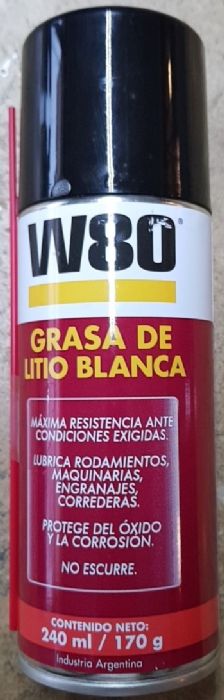 W80®
GRASA DE
LITIO BLANCA
MÁXIMA RESISTENCIA ANTE
CONDICIONES EXIGIDAS.
LUBRICA RODAMIENTOS,
MAQUINARIAS,
ENGRANAJES,
CORREDERAS.
PROTEGE DEL ÓXIDO
Y LA CORROSIÓN.
NO ESCURRE.
CONTENIDO NETO:
240 ml / 170 g
Industria Argentina